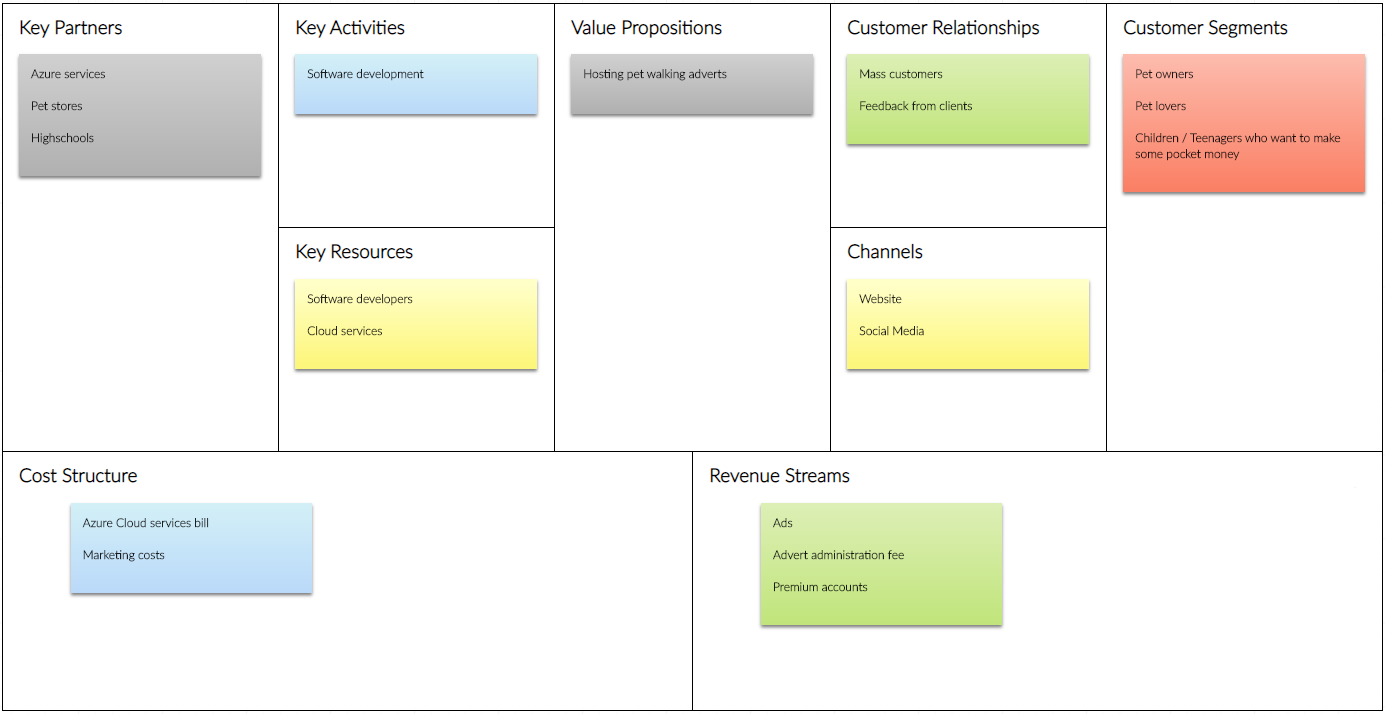 Key Partners
Azure services
Pet stores
Highschools
Key Activities
Software development
Key Resources
Software developers
Cloud services
Value Propositions
Hosting pet walking adverts
Customer Relationships
Mass customers
Feedback from clients
Channels
Website
Social Media
Customer Segments
Pet owners
Pet lovers
Children / Teenagers who want to make
some pocket money
Cost Structure
Azure Cloud services bill
Marketing costs
Revenue Streams
Ads
Advert administration fee
Premium accounts